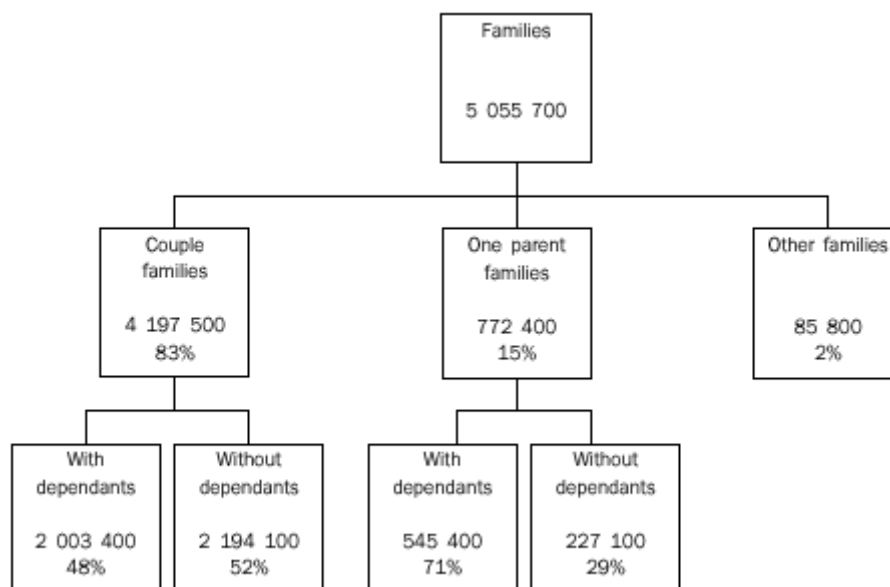 Families
5 055 700
Couple
families
4 197 500
83%
One parent
families
772 400
15%
Other families
85 800
2%
With
dependants
2 003 400
48%
Without
dependants
2 194 100
52%
With
dependants
545 400
71%
Without
dependants
227 100
29%